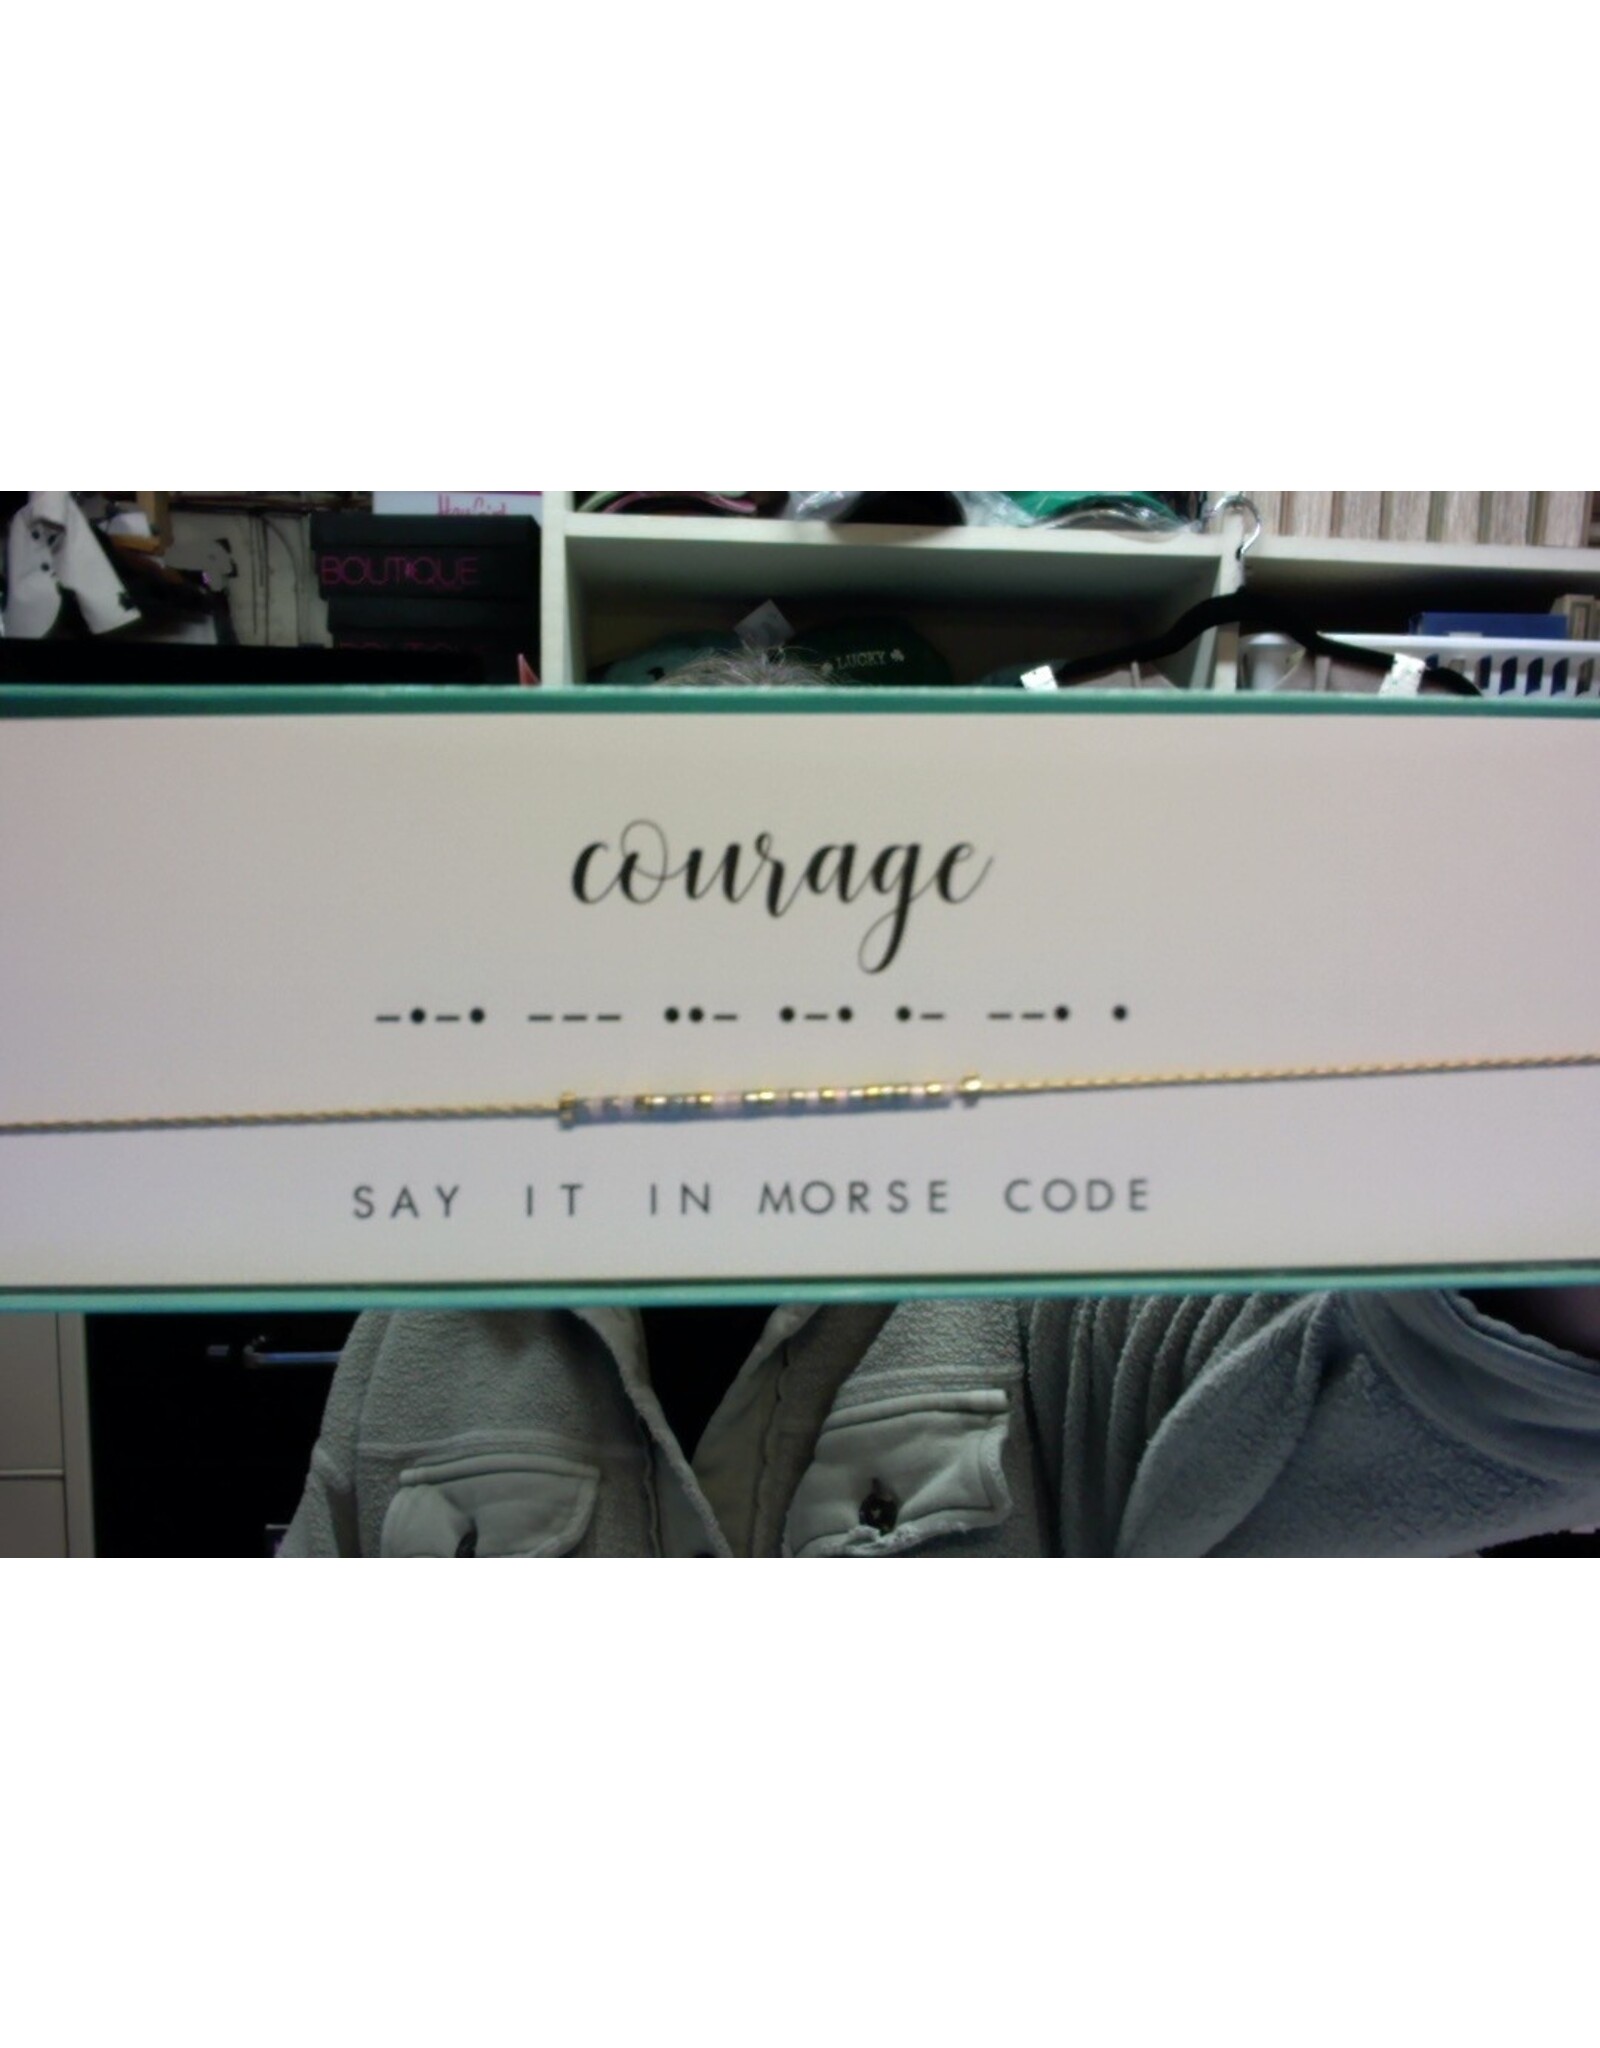 BOUTIQUE
LUCKY
courage
–•–• ––– ••– •–• •– ––• •
SAY IT IN MORSE CODE